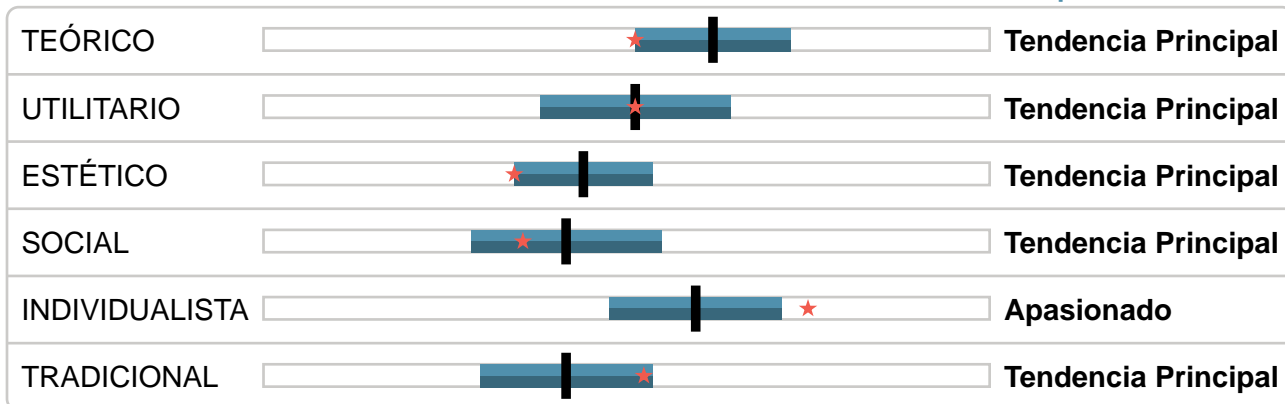 TEÓRICO Tendencia Principal
UTILITARIO Tendencia Principal
ESTÉTICO Tendencia Principal
SOCIAL Tendencia Principal
INDIVIDUALISTA Apasionado
TRADICIONAL Tendencia Principal